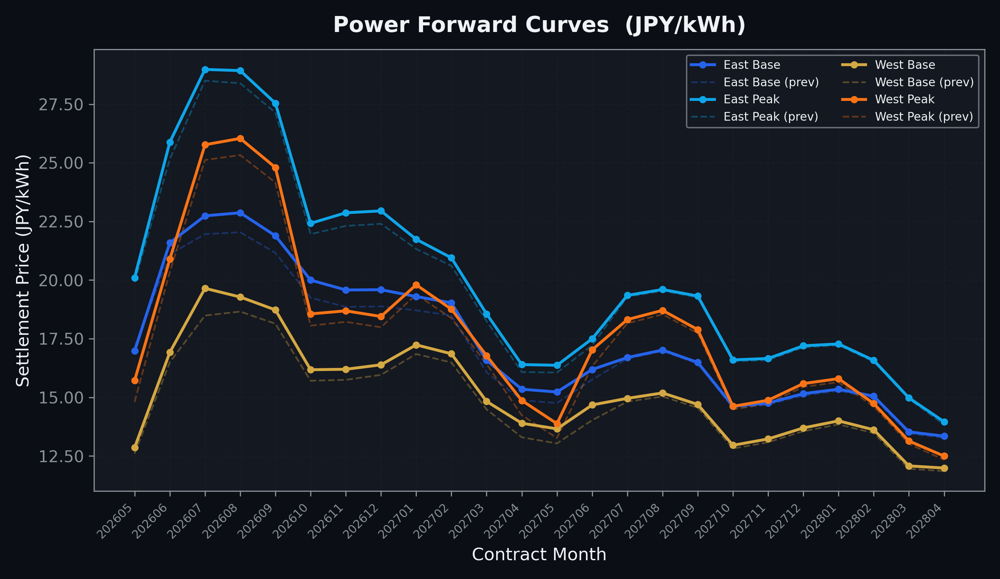 Power Forward Curves (JPY/kWh)
East Base
East Base (prev)
East Peak
East Peak (prev)
West Base
West Base (prev)
West Peak
West Peak (prev)
Settlement Price (JPY/kWh)
27.50
25.00
22.50
20.00
17.50
15.00
12.50
202605
202606
202607
202608
202609
202610
202611
202612
202701
202702
202703
202704
202705
202706
202707
202708
202709
202710
202711
202712
202801
202802
202803
202804
Contract Month